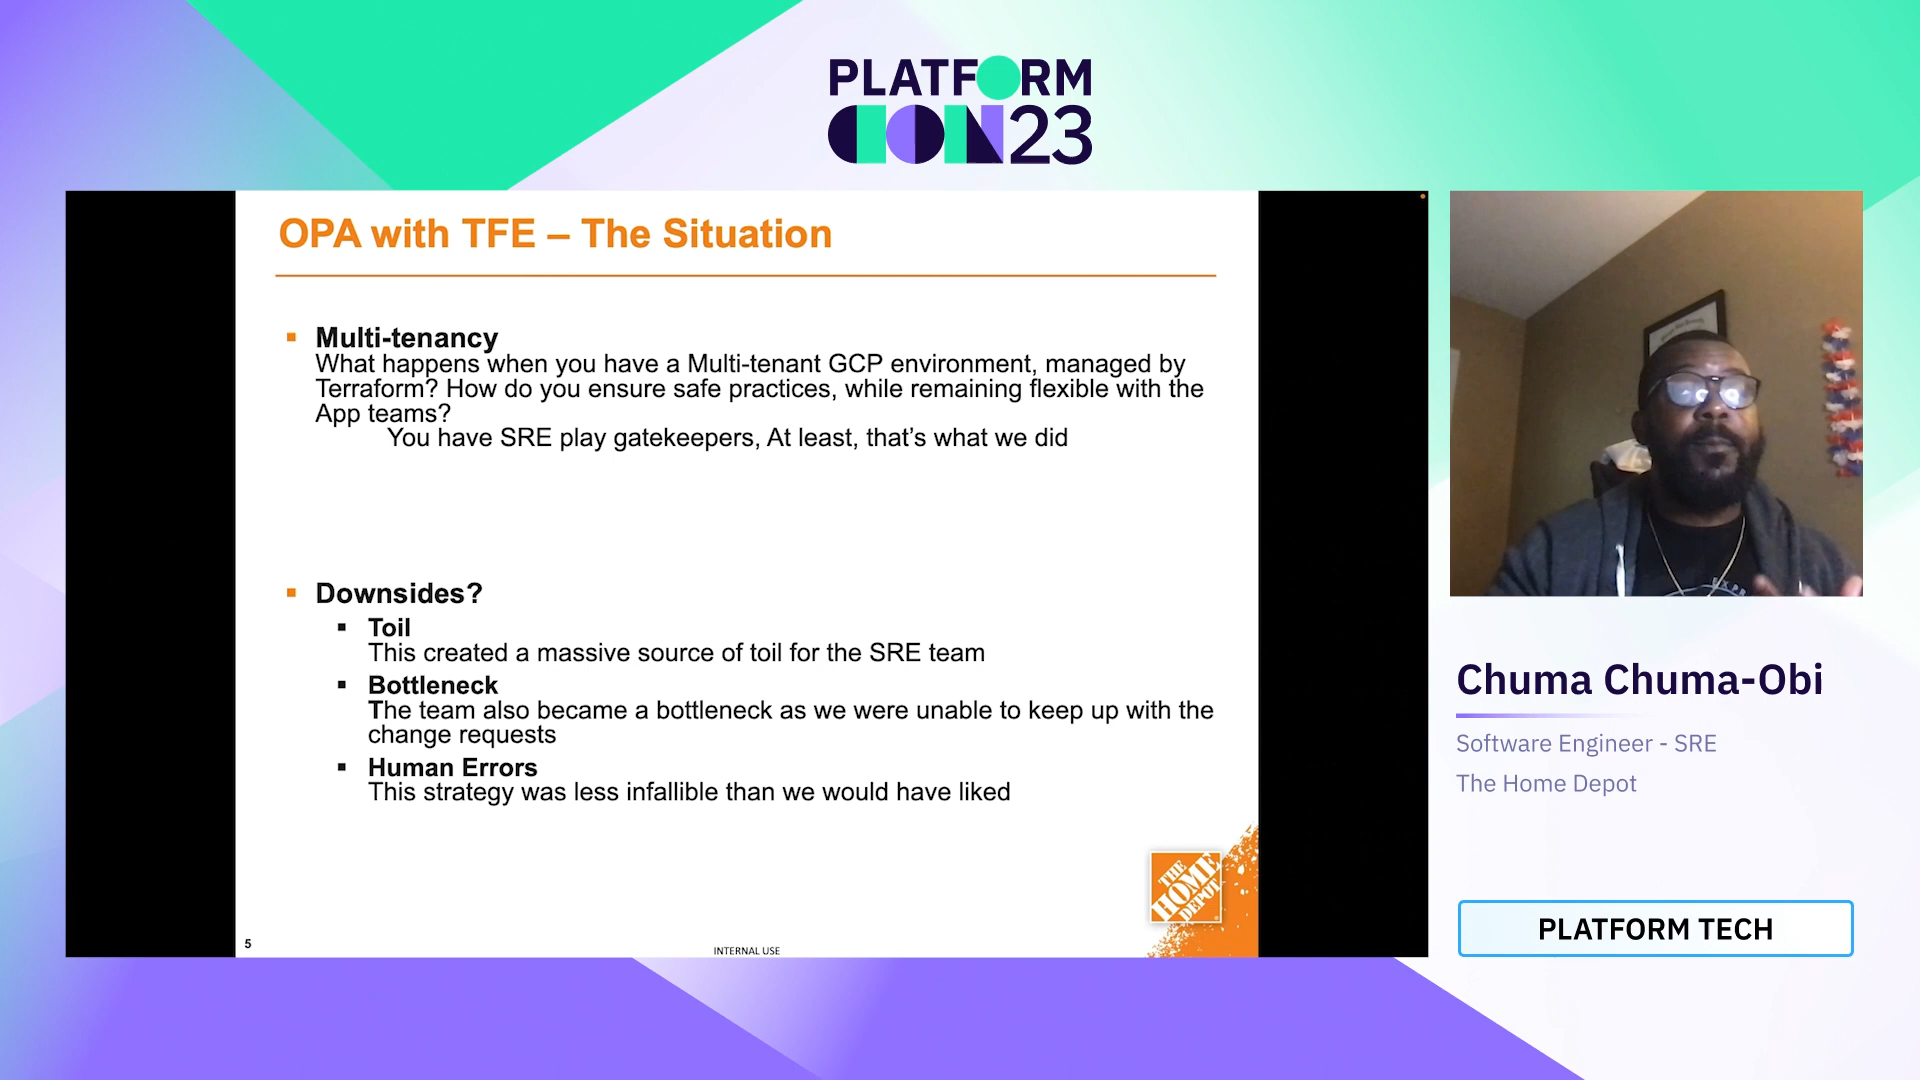 PLATFORM
CON23
OPA with TFE – The Situation
Multi-tenancy
What happens when you have a Multi-tenant GCP environment, managed by
Terraform? How do you ensure safe practices, while remaining flexible with the
App teams?
You have SRE play gatekeepers, At least, that’s what we did
Downsides?
Toil
This created a massive source of toil for the SRE team
Bottleneck
The team also became a bottleneck as we were unable to keep up with the
change requests
Human Errors
This strategy was less infallible than we would have liked
THE
HOME
DEPOT
5
INTERNAL USE
Chuma Chuma-Obi
Software Engineer - SRE
The Home Depot
PLATFORM TECH